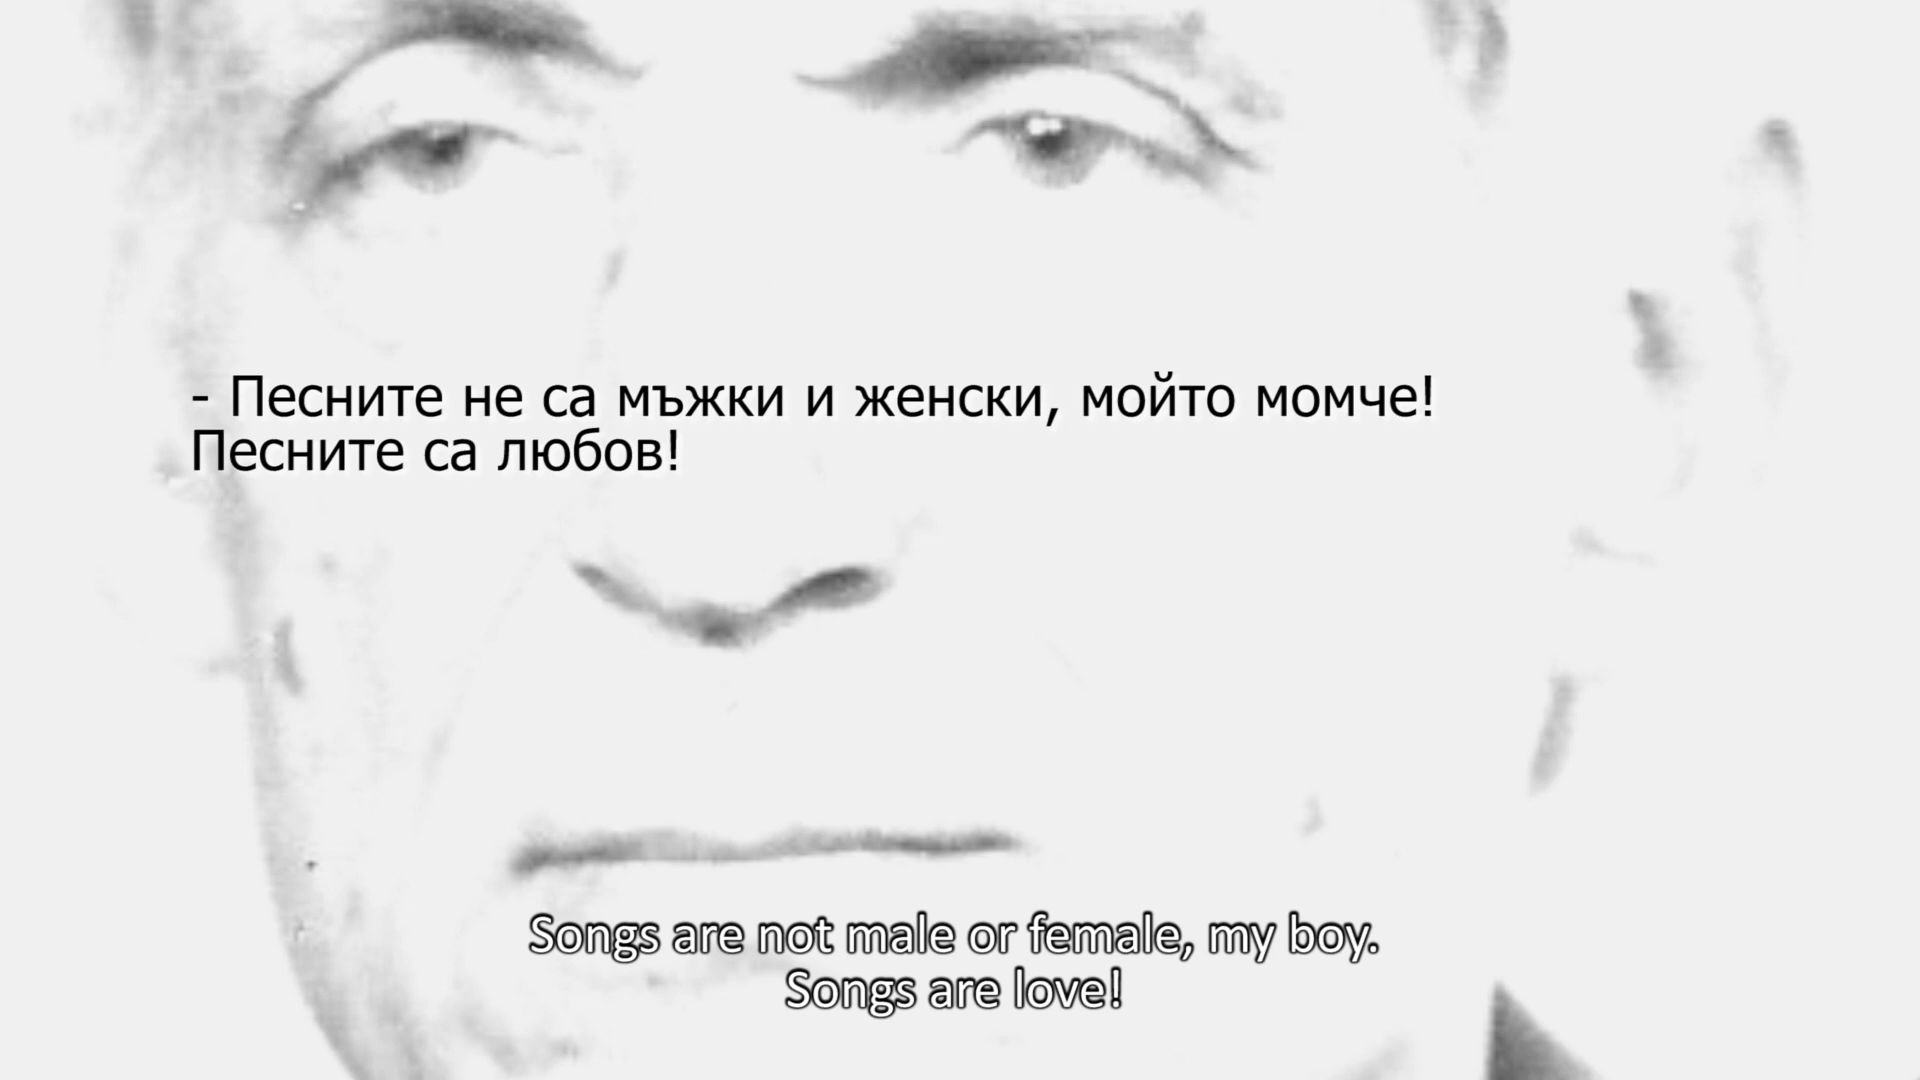 - Песните не са мъжки и женски, мойто момче!
Песните са любов!
Songs are not male or female, my boy.
Songs are love!